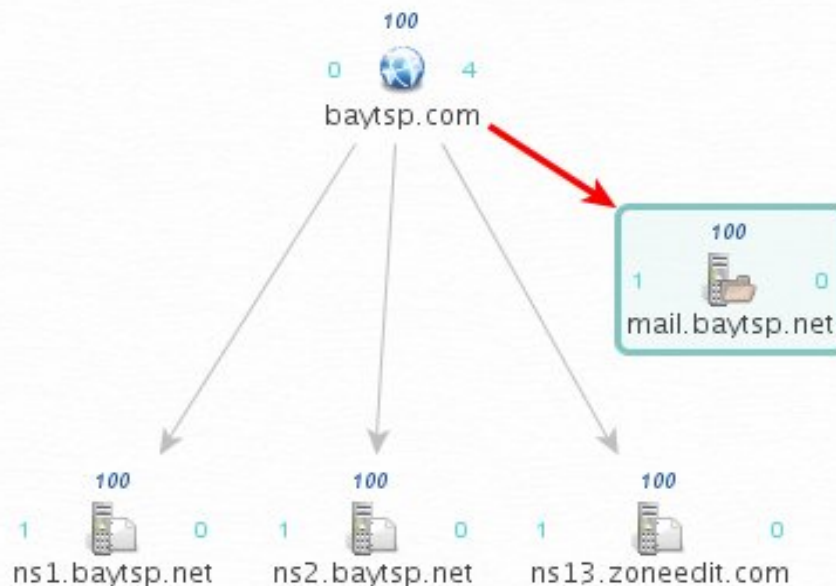 100
0 4
baytsp.com
100
1 0
mail.baytsp.net
100 100 100
1 0 1 0 1 0
ns1.baytsp.net ns2.baytsp.net ns13.zoneedit.com